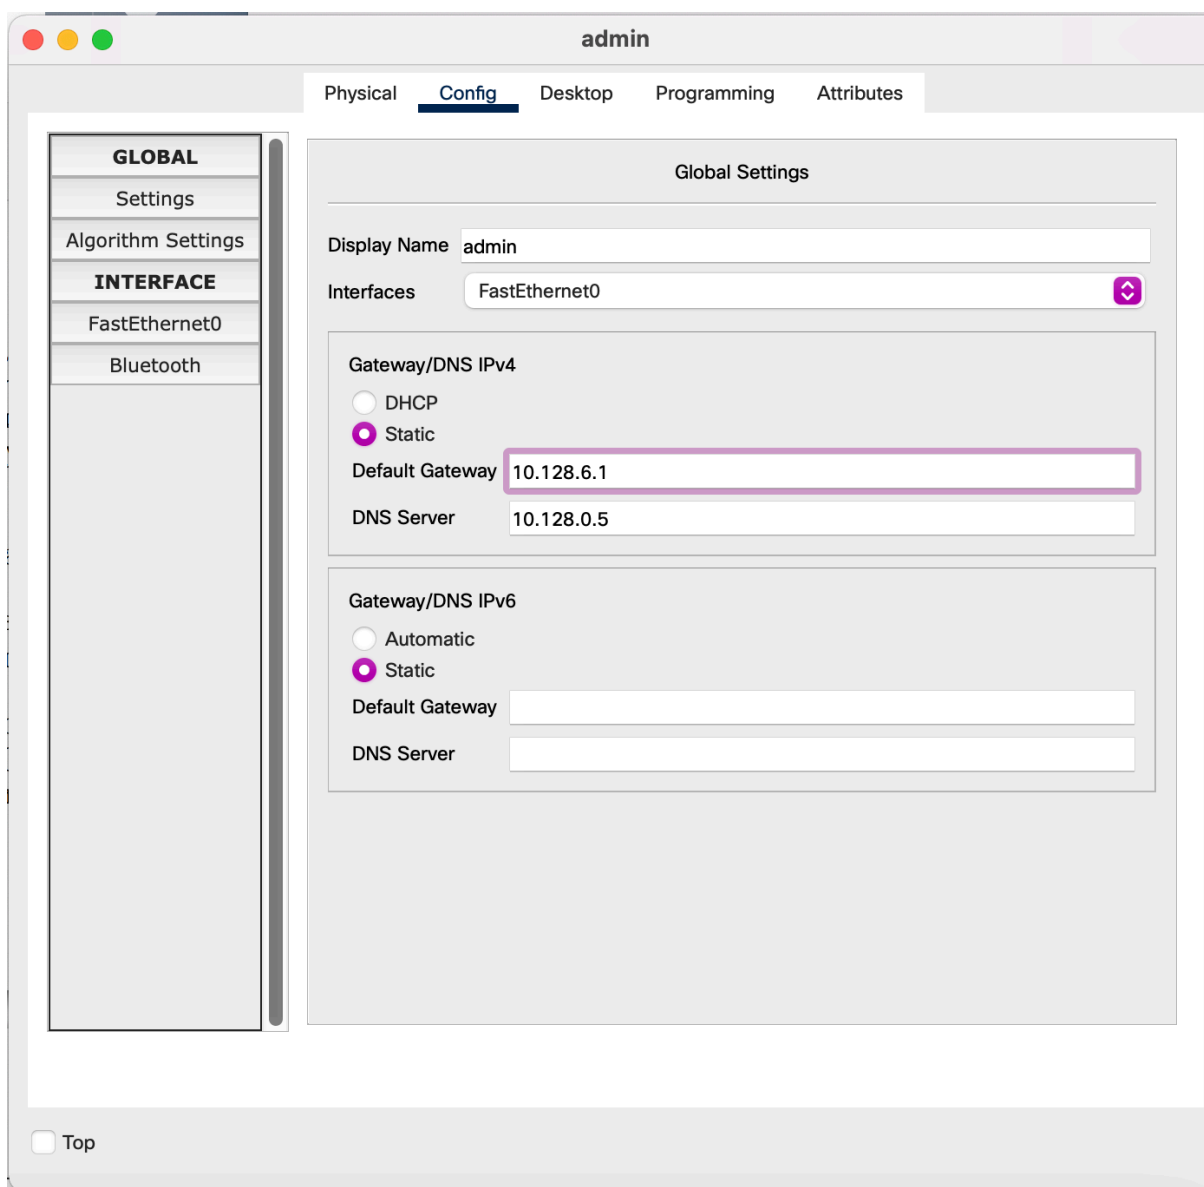 admin
Physical Config Desktop Programming Attributes
GLOBAL
Settings
Algorithm Settings
INTERFACE
FastEthernet0
Bluetooth
Global Settings
Display Name admin
Interfaces FastEthernet0
Gateway/DNS IPv4
DHCP
Static
Default Gateway 10.128.6.1
DNS Server 10.128.0.5
Gateway/DNS IPv6
Automatic
Static
Default Gateway
DNS Server
Top